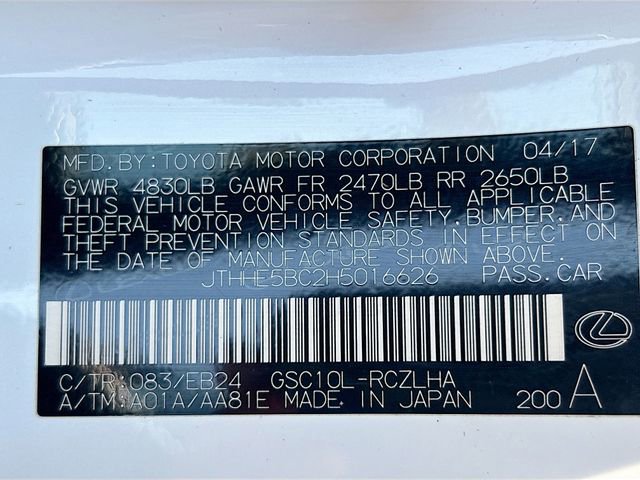 MFD.BY:TOYOTA MOTOR CORPORATION 04/17
GVWR 4830LB GAWR FR 2470LB RR 2650LB
THIS VEHICLE CONFORMS TO ALL APPLICABLE
FEDERAL MOTOR VEHICLE SAFETY,BUMPER,AND
THEFT PREVENTION STANDARDS IN EFFECT ON
THE DATE OF MANUFACTURE SHOWN ABOVE.
JTHHE5BC2H5016626 PASS.CAR
C/TR:083/EB24 GSC10L-RCZLHA
A/TM:A01A/AA81E MADE IN JAPAN 200 A